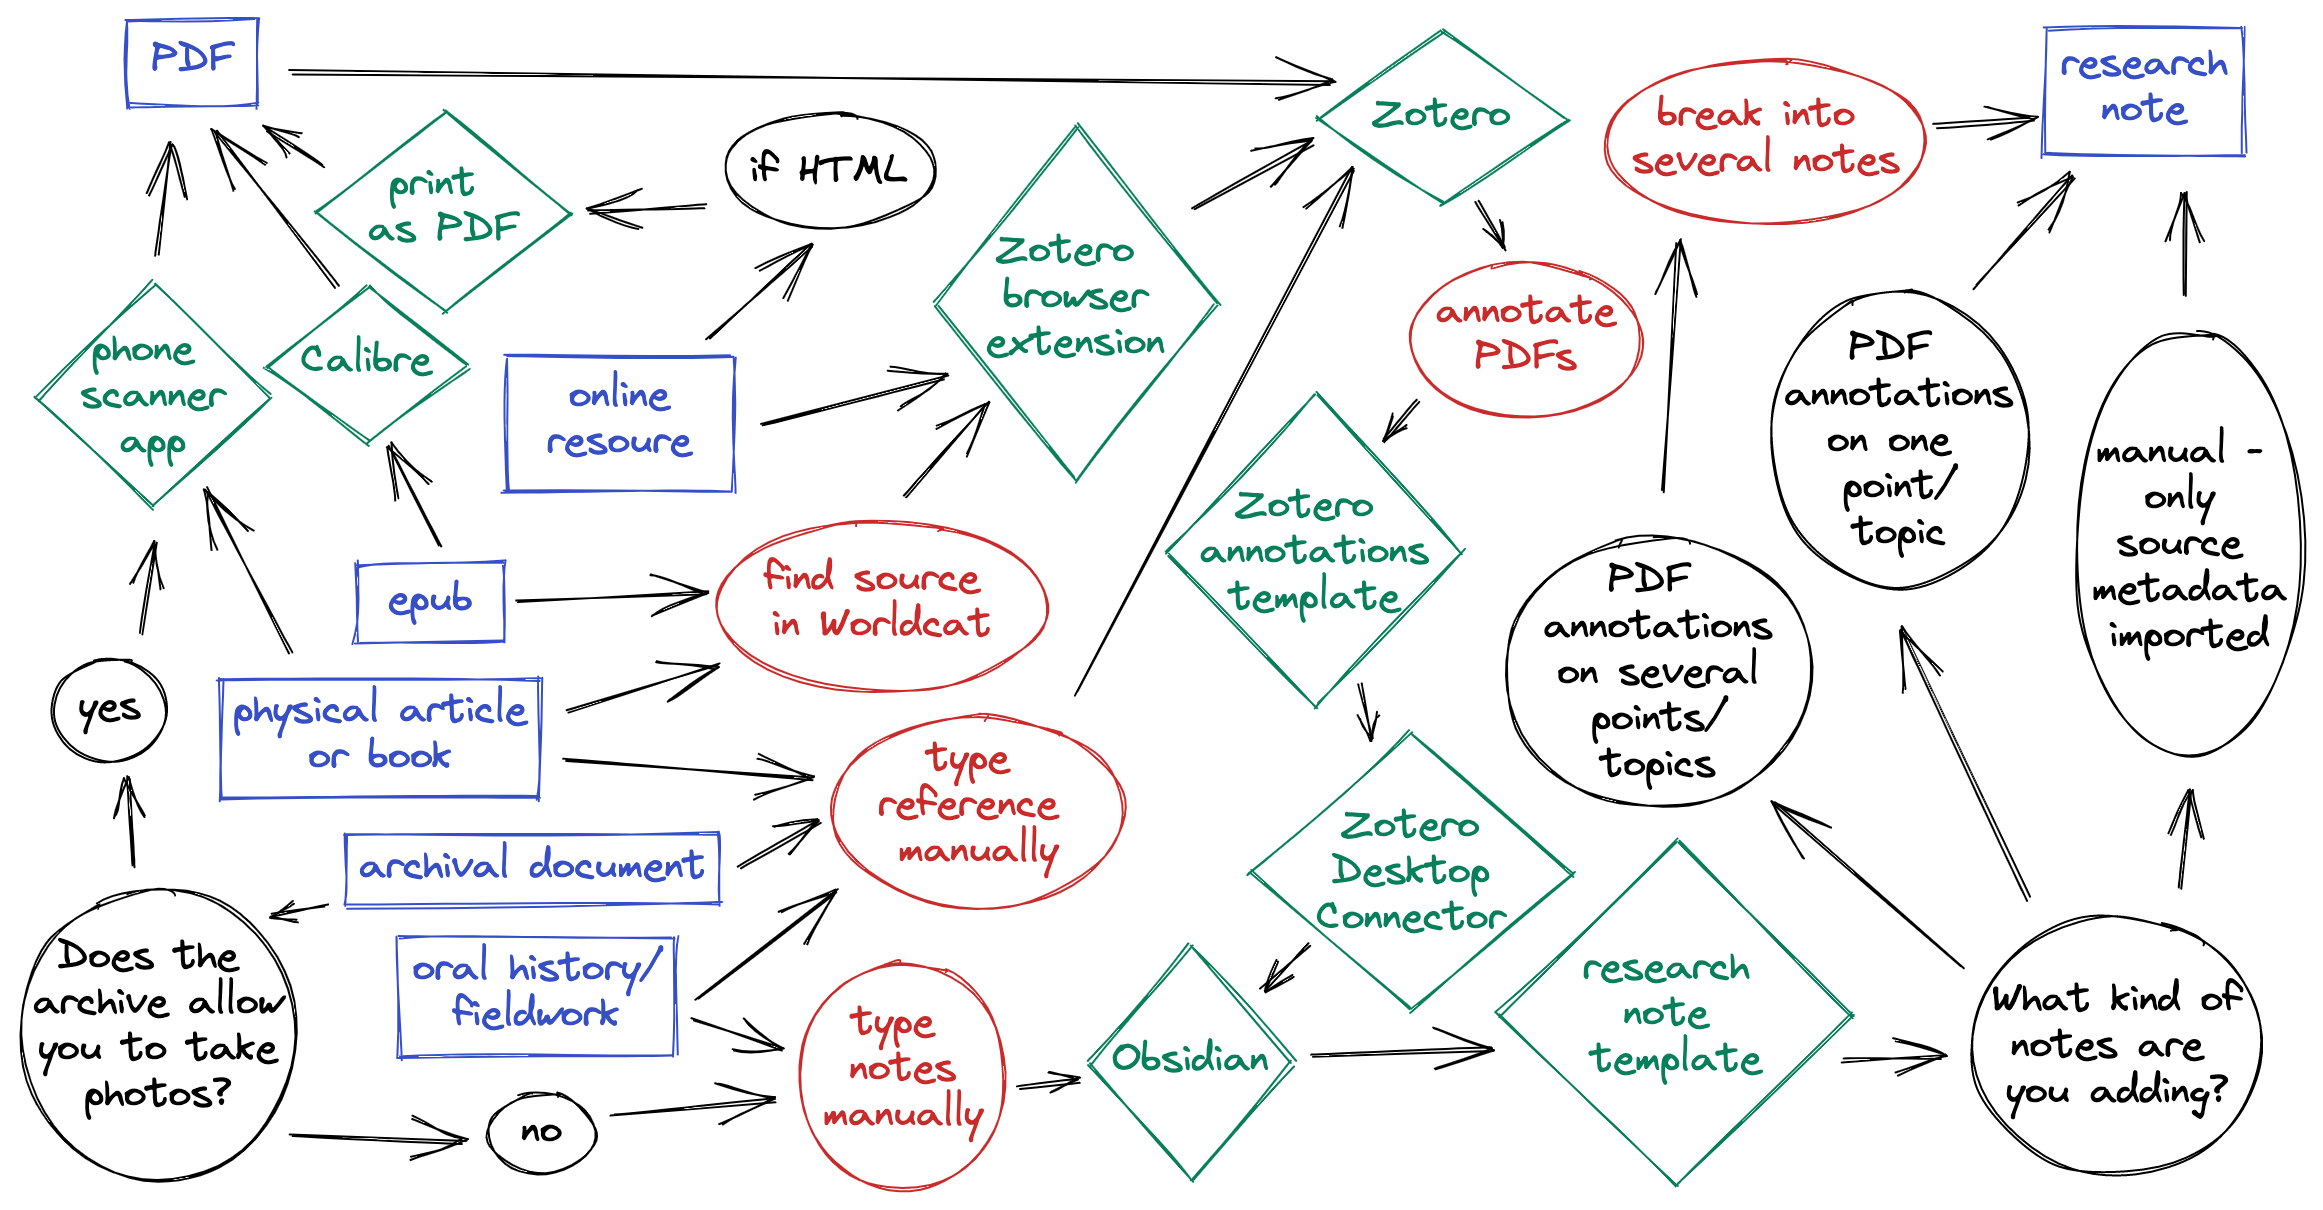 PDF
Zotero
research
note
break into
several notes
if HTML
print
as PDF
Zotero
browser
extension
annotate
PDFs
phone
scanner
app
Calibre
online
resoure
PDF
annotations
on one
point/
topic
manual -
only
source
metadata
imported
Zotero
annotations
template
epub
find source
in Worldcat
PDF
annotations
on several
points/
topics
yes
physical article
or book
type
reference
manually
Zotero
Desktop
Connector
archival document
Does the
archive allow
you to take
photos?
oral history/
fieldwork
type
notes
manually
Obsidian
research
note
template
What kind of
notes are
you adding?
no